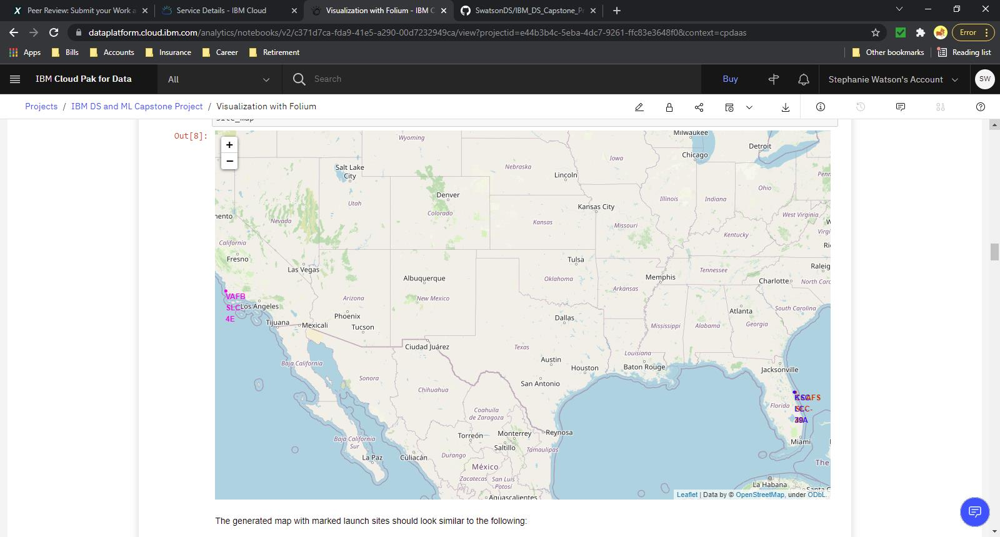 Peer Review: Submit your Work a
Service Details - IBM Cloud
Visualization with Folium - IBM C
SwatsonDS/IBM_DS_Capstone_Pr
dataplatform.cloud.ibm.com/analytics/notebooks/v2/c371d7ca-fda9-41e5-a290-00d7232949ca/view?projectid=e44b3b4c-5eba-4dc7-9261-ffc83e3648f0&context=cpdaas
Error
Apps
Bills
Accounts
Insurance
Career
Retirement
Other bookmarks
Reading list
IBM Cloud Pak for Data
All
Search
Buy
Stephanie Watson's Account
SW
Projects / IBM DS and ML Capstone Project / Visualization with Folium
site_map
Out[8]:
+
−
Wyoming
Milwaukee
Detroit
Chicago
Iowa
Salt Lake
City
Nebraska
Lincoln
Penn
Ohio
Denver
Utah
Illinois
Indiana
Kansas City
Colorado
West Virginia
mento
Nevada
Kansas
Missouri
W
Virgi
Kentucky
California
Ri
Fresno
Tulsa
Las Vegas
Raleig
Tennessee
Albuquerque
Memphis
Oklahoma
Charlotte
North Carc
Arkansas
VAFB
SLC-
4E
Los Angeles
Arizona
New Mexico
South Carolina
Atlanta
Phoenix
Dallas
Tijuana
Mexicali
Tucson
Mississippi
Alabama
Georgia
Ciudad Juárez
Texas
Louisiana
Austin
Baja California
Houston
Baton Rouge
Jacksonville
Sonora
San Antonio
Chihuahua
Florida
Coahuila
de Zaragoza
Torreón
Monterrey
Reynosa
Baja California
Sur
Saltillo
Tamaulipas
Miami
La Paz
Culiacán
Durango
México
The
Zacatecas
San Luis
Potosí
La Habana
Santa C
Aguascalientes
Leaflet | Data by © OpenStreetMap, under ODbL.
The generated map with marked launch sites should look similar to the following: